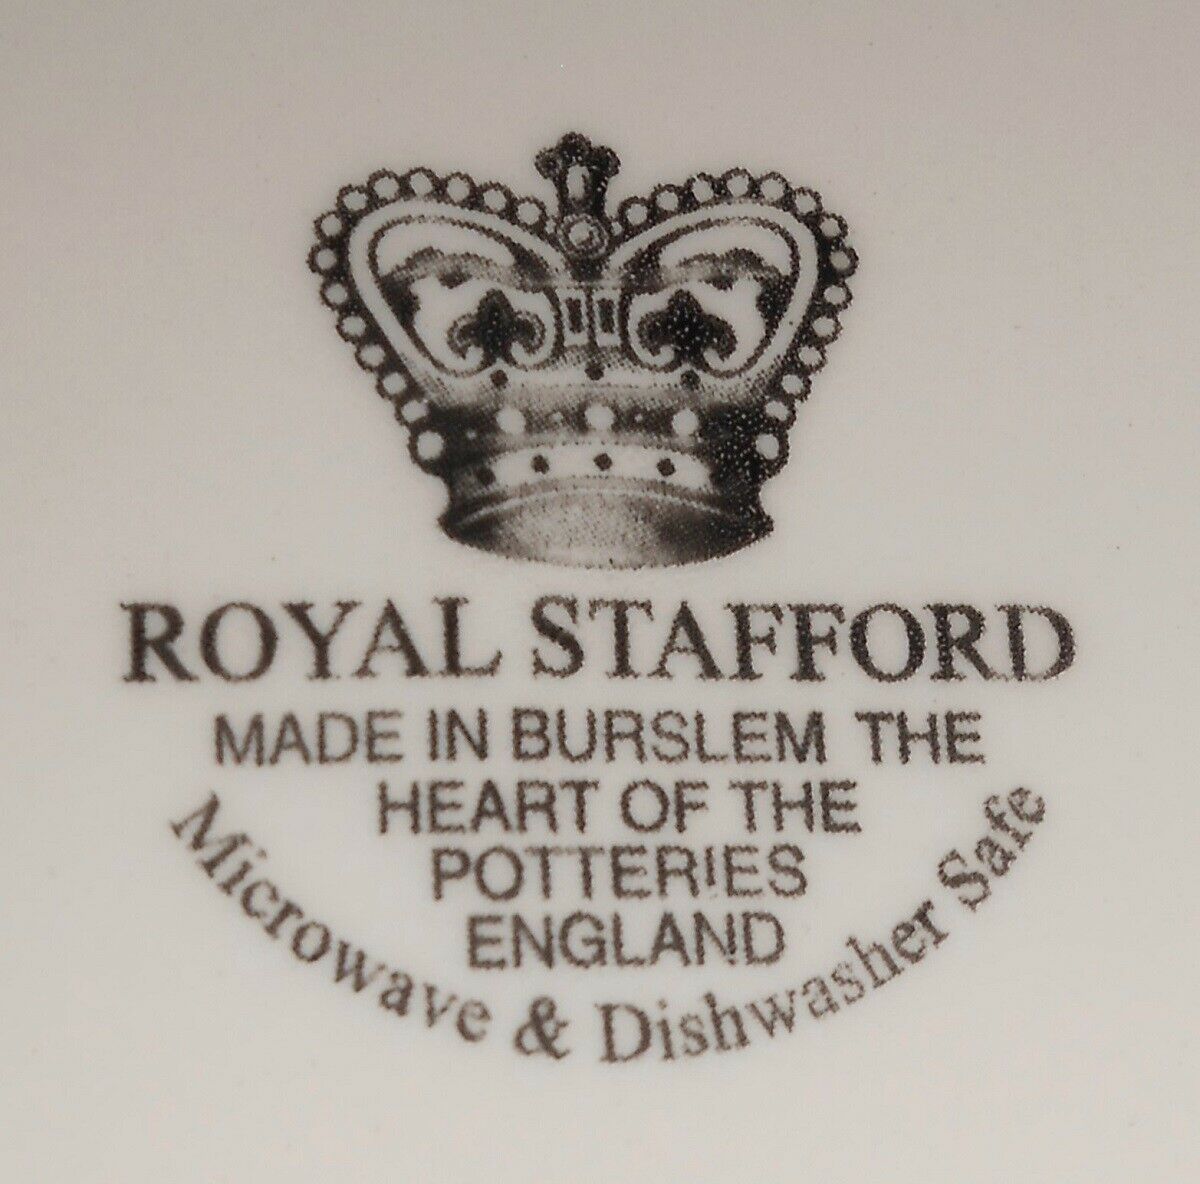 ROYAL STAFFORD
MADE IN BURSLEM THE
HEART OF THE
POTTERIES
ENGLAND
Microwave & Dishwasher Safe